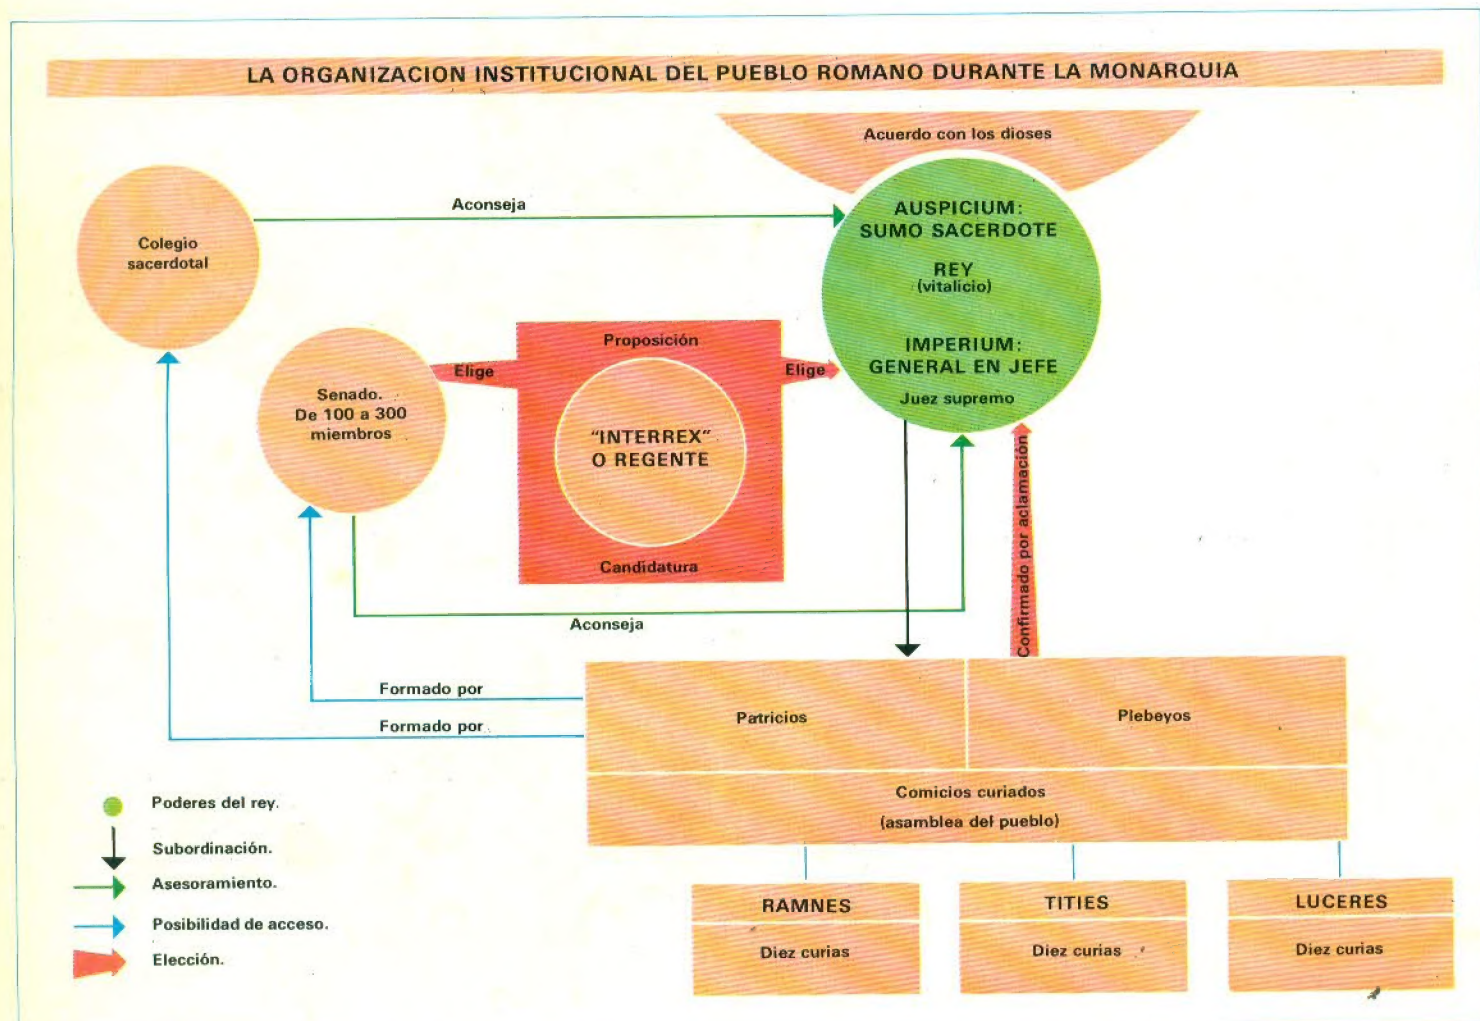 LA ORGANIZACION INSTITUCIONAL DEL PUEBLO ROMANO DURANTE LA MONARQUIA
Acuerdo con los dioses
Aconseja
AUSPICIUM:
SUMO SACERDOTE
REY
(vitalicio)
IMPERIUM:
GENERAL EN JEFE
Juez supremo
Colegio
sacerdotal
Senado.
De 100 a 300
miembros
Elige
Proposición
"INTERREX"
O REGENTE
Candidatura
Elige
Confirmado por aclamación
Aconseja
Formado por
Formado por
Patricios
Plebeyos
Comicios curiados
(asamblea del pueblo)
RAMNES
Diez curias
TITIES
Diez curias
LUCERES
Diez curias
Poderes del rey.
Subordinación.
Asesoramiento.
Posibilidad de acceso.
Elección.